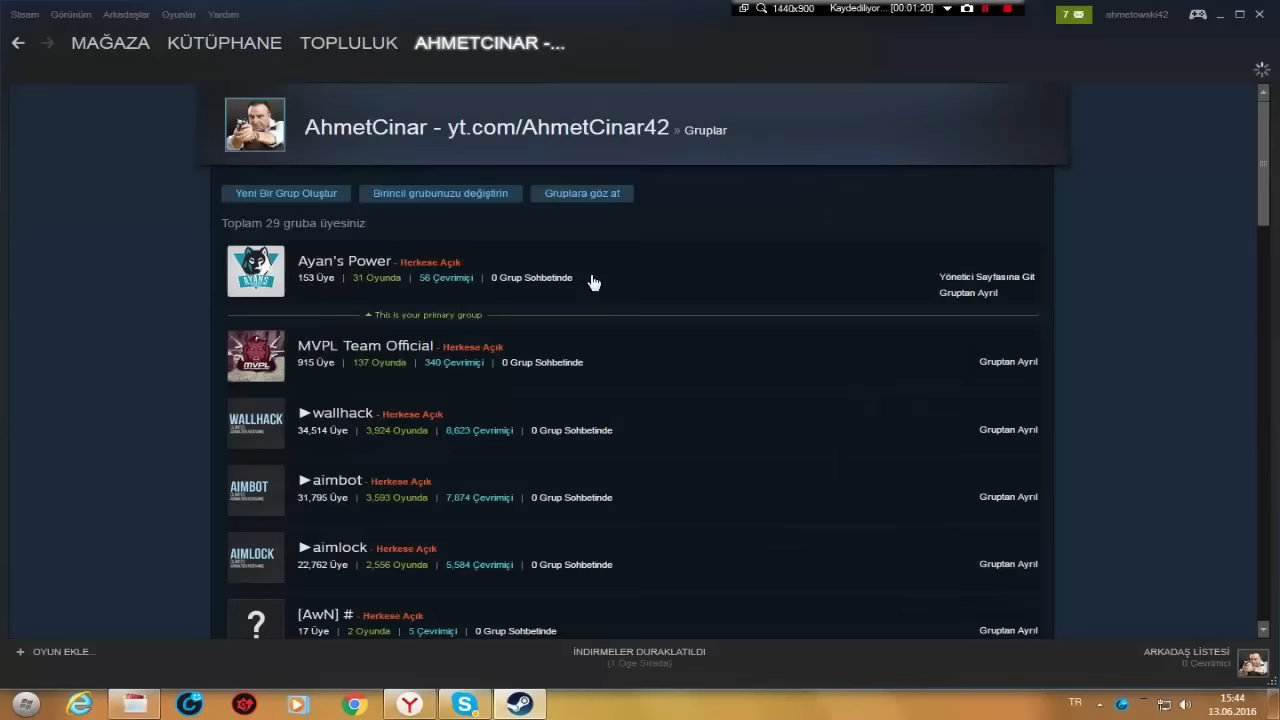 Steam Görünüm Arkadaşlar Oyunlar Yardım
1440x900 Kaydediliyor... [00:01:20]
7 ahmetowski42
MAĞAZA KÜTÜPHANE TOPLULUK AHMETCINAR -...
AhmetCinar - yt.com/AhmetCinar42 » Gruplar
Yeni Bir Grup Oluştur Birincil grubunuzu değiştirin Gruplara göz at
Toplam 29 gruba üyesiniz
Ayan's Power - Herkese Açık
153 Üye | 31 Oyunda | 56 Çevrimiçi | 0 Grup Sohbetinde
Yönetici Sayfasına Git
Gruptan Ayrıl
AYANS
This is your primary group
MVPL Team Official - Herkese Açık
915 Üye | 137 Oyunda | 340 Çevrimiçi | 0 Grup Sohbetinde Gruptan Ayrıl
MVPL
►wallhack - Herkese Açık
WALLHACK
34,514 Üye | 3,924 Oyunda | 8,623 Çevrimiçi | 0 Grup Sohbetinde Gruptan Ayrıl
►aimbot - Herkese Açık
AIMBOT
31,795 Üye | 3,593 Oyunda | 7,874 Çevrimiçi | 0 Grup Sohbetinde Gruptan Ayrıl
►aimlock - Herkese Açık
AIMLOCK
22,762 Üye | 2,556 Oyunda | 5,584 Çevrimiçi | 0 Grup Sohbetinde Gruptan Ayrıl
[AwN] # - Herkese Açık
?
17 Üye | 2 Oyunda | 5 Çevrimiçi | 0 Grup Sohbetinde Gruptan Ayrıl
+ OYUN EKLE... İNDİRMELER DURAKLATILDI ARKADAŞ LİSTESİ
(1 Öğe Sırada) 0 Çevrimiçi
TR 15:44
13.06.2016